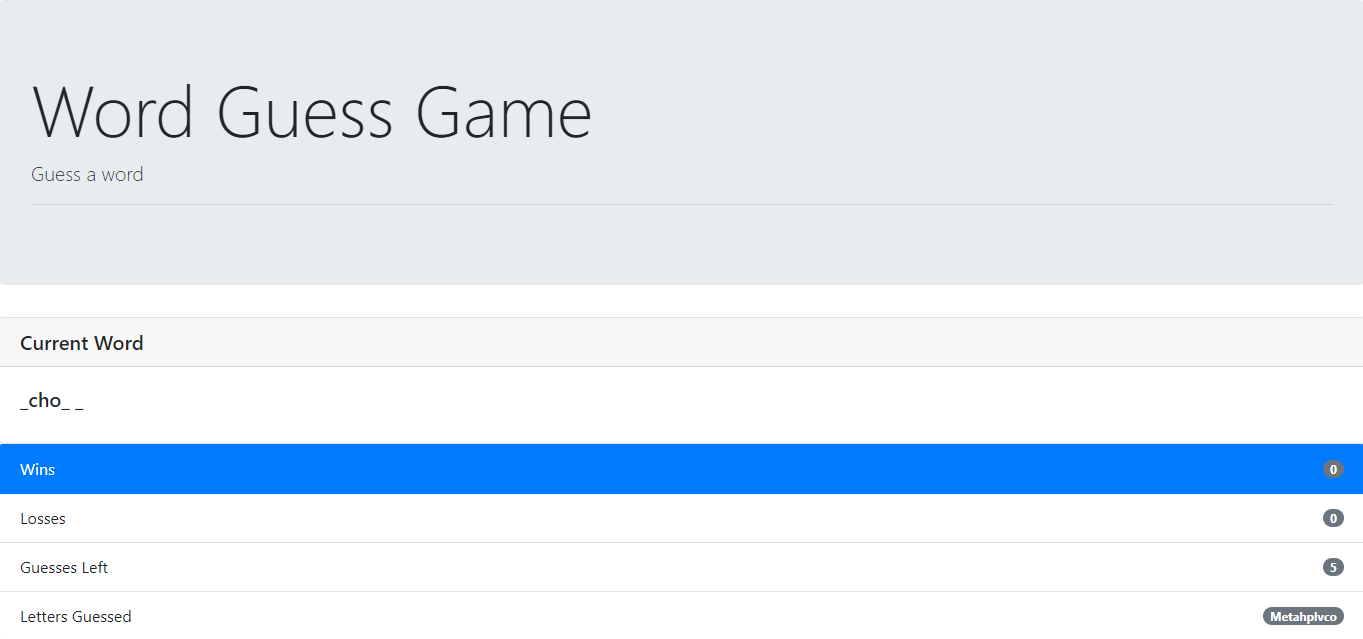 Word Guess Game
Guess a word
Current Word
_cho_ _
Wins 0
Losses 0
Guesses Left 5
Letters Guessed Metahplvco